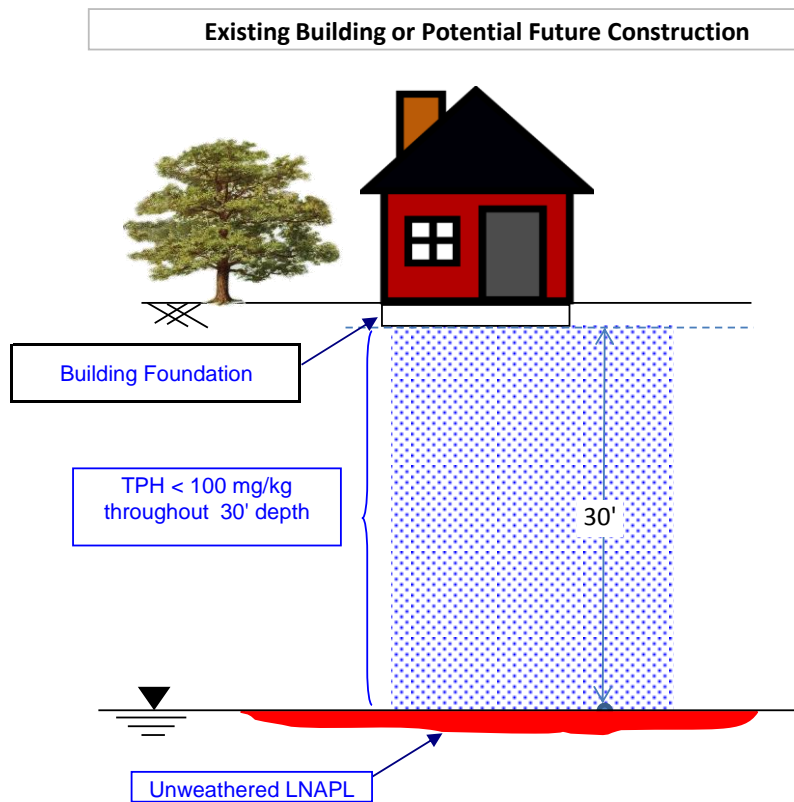 Existing Building or Potential Future Construction
Building Foundation
TPH < 100 mg/kg
throughout 30' depth
30'
Unweathered LNAPL